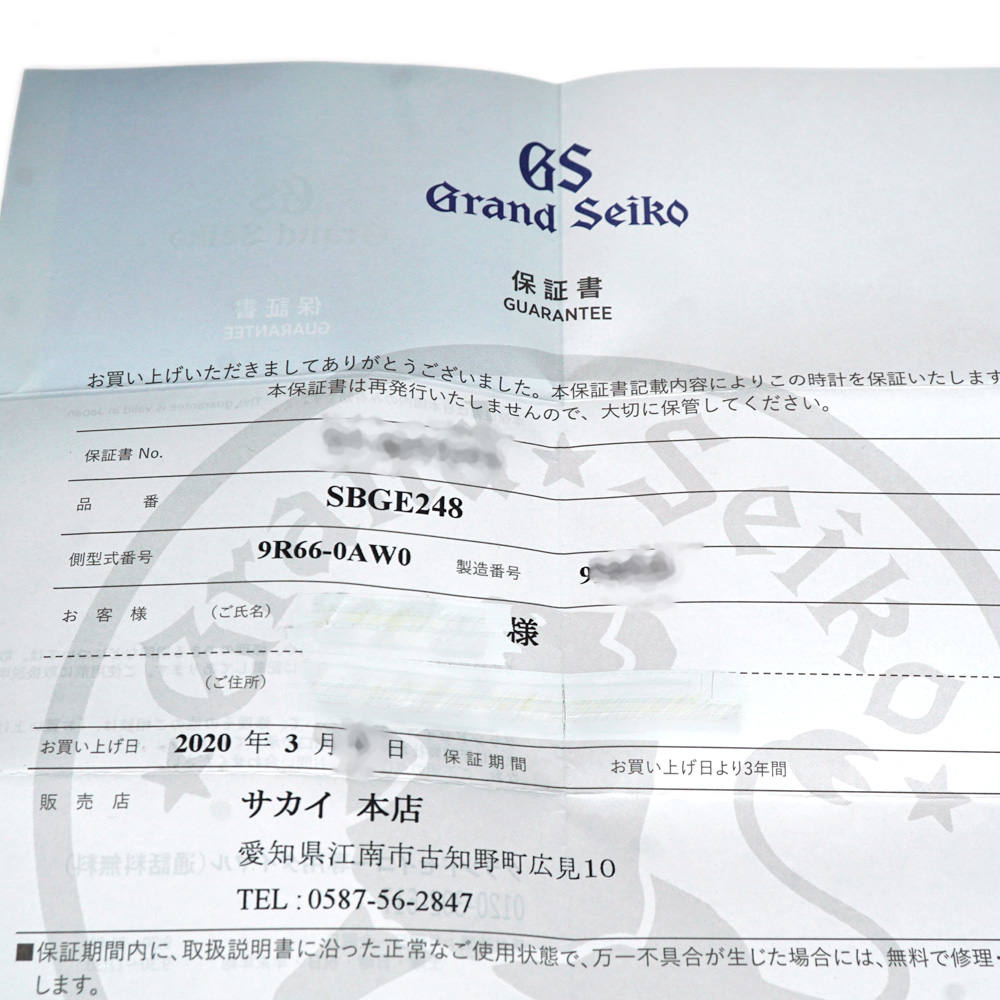 GS
Grand Seiko
保証書
GUARANTEE
お買い上げいただきましてありがとうございました。本保証書記載内容によりこの時計を保証いたします
本保証書は再発行いたしませんので、大切に保管してください。
保証書 No.
品 番 SBGE248
側型式番号 9R66-0AW0 製造番号 9
お客様 (ご氏名) 様
(ご住所)
お買い上げ日 2020 年 3 月 日 保証期間 お買い上げ日より3年間
販売店 サカイ 本店
愛知県江南市古知野町広見10
TEL : 0587-56-2847
■保証期間内に、取扱説明書に沿った正常なご使用状態で、万一不具合が生じた場合には、無料で修理・
します。